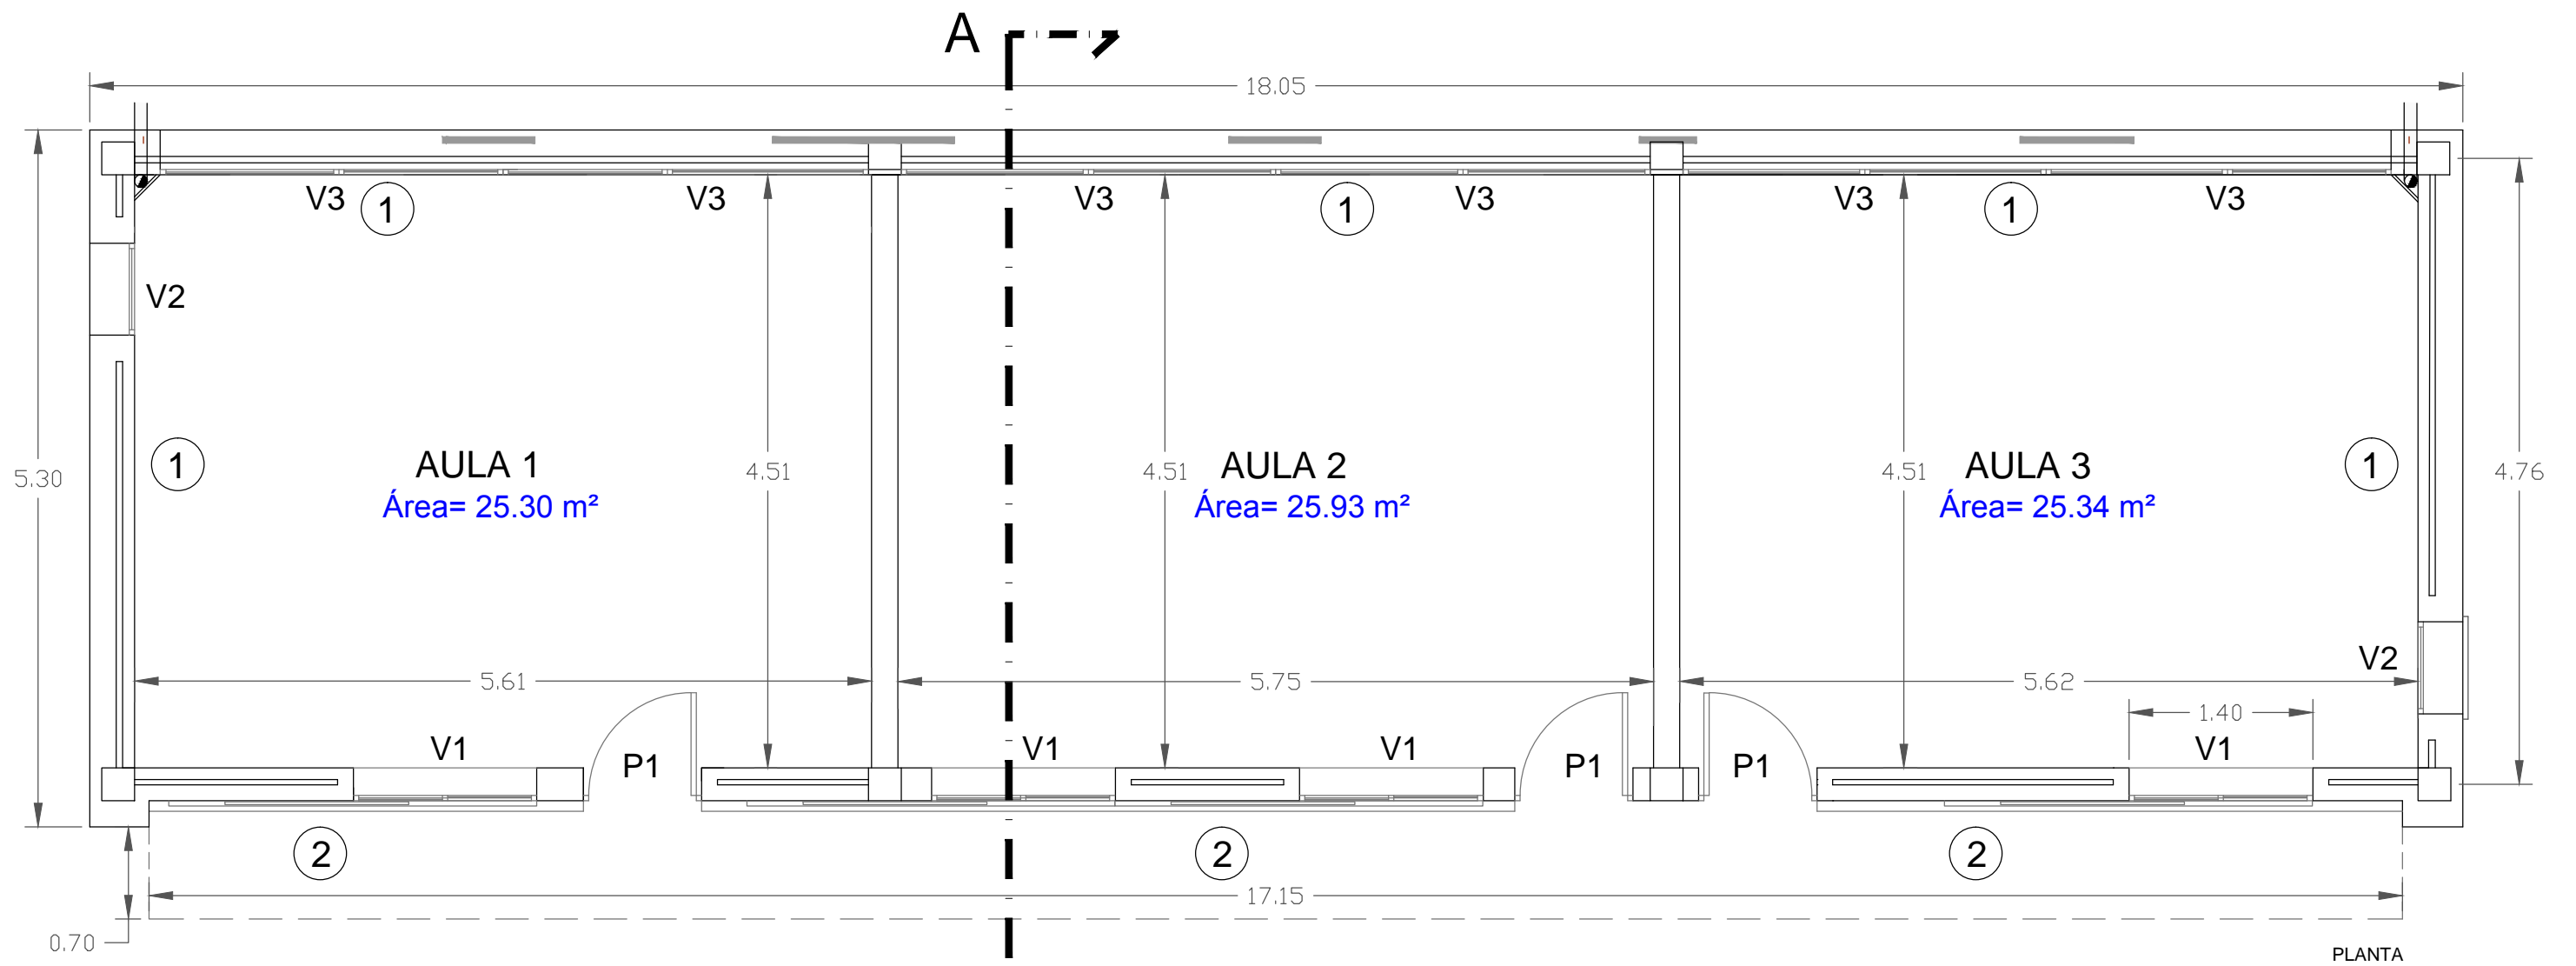 A
18.05
V3
1
V3
V3
1
V3
V3
1
V3
V2
5.30
1
AULA 1
Área= 25.30 m²
4.51
4.51
AULA 2
Área= 25.93 m²
4.51
AULA 3
Área= 25.34 m²
1
4.76
V2
5.61
5.75
5.62
1.40
V1
P1
V1
V1
P1
P1
V1
2
2
2
17.15
0.70
PLANTA